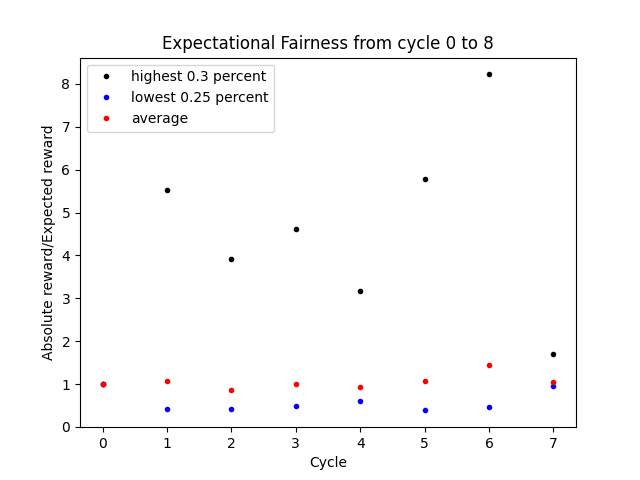 Expectational Fairness from cycle 0 to 8
highest 0.3 percent
lowest 0.25 percent
average
Absolute reward/Expected reward
8
7
6
5
4
3
2
1
0
0 1 2 3 4 5 6 7
Cycle